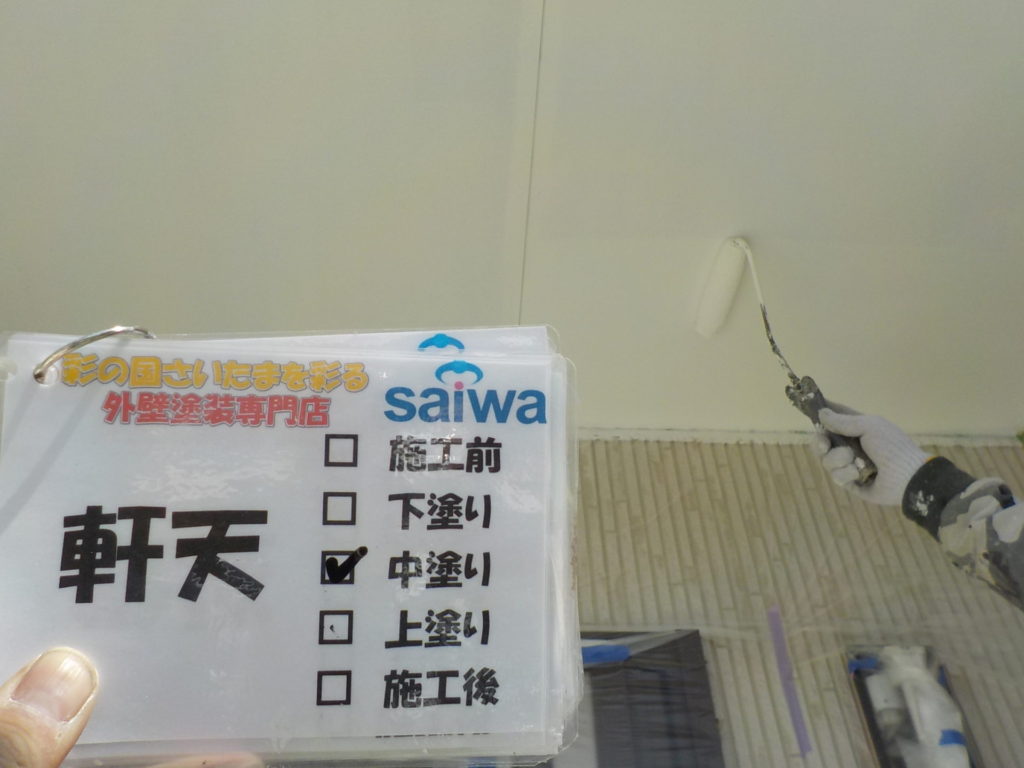 彩の国さいたまを彩る
外壁塗装専門店
saiwa
軒天
施工前
下塗り
中塗り
上塗り
施工後